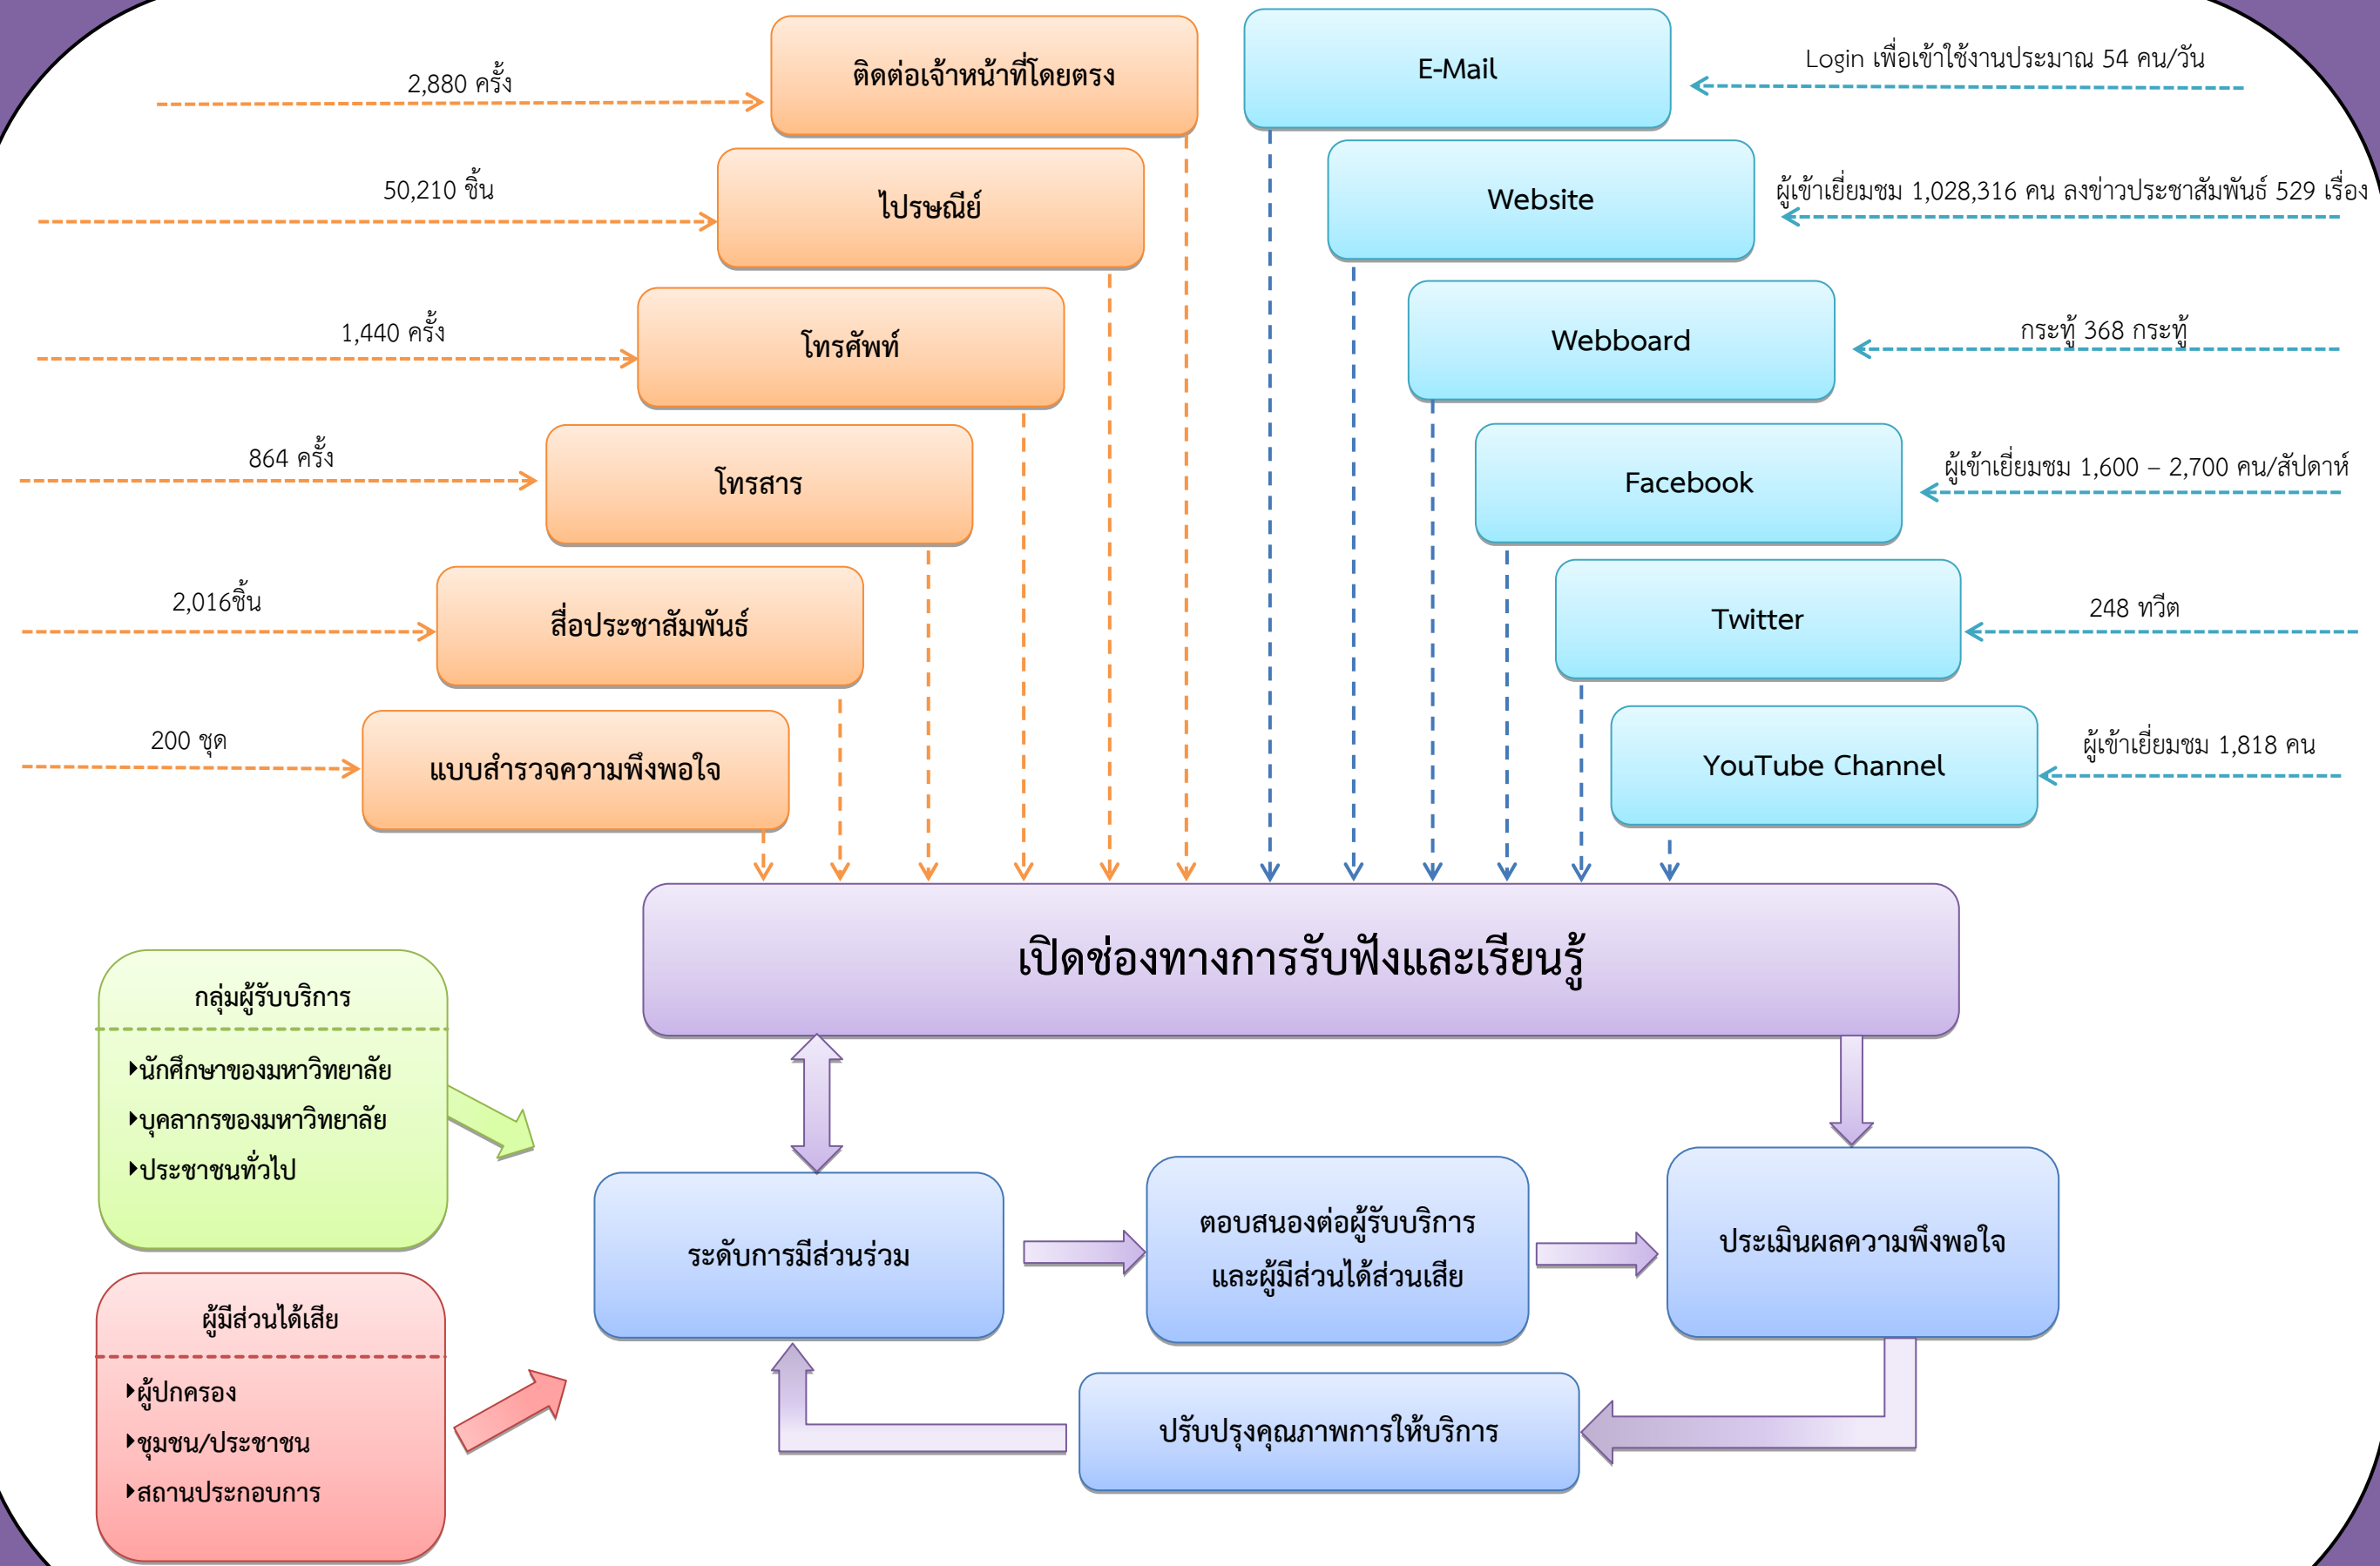 2,880 ครั้ง
ติดต่อเจ้าหน้าที่โดยตรง
50,210 ชิ้น
ไปรษณีย์
1,440 ครั้ง
โทรศัพท์
864 ครั้ง
โทรสาร
2,016ชิ้น
สื่อประชาสัมพันธ์
200 ชุด
แบบสำรวจความพึงพอใจ
E-Mail
Login เพื่อเข้าใช้งานประมาณ 54 คน/วัน
Website
ผู้เข้าเยี่ยมชม 1,028,316 คน ลงข่าวประชาสัมพันธ์ 529 เรื่อง
Webboard
กระทู้ 368 กระทู้
Facebook
ผู้เข้าเยี่ยมชม 1,600 – 2,700 คน/สัปดาห์
Twitter
248 ทวีต
YouTube Channel
ผู้เข้าเยี่ยมชม 1,818 คน
เปิดช่องทางการรับฟังและเรียนรู้
กลุ่มผู้รับบริการ
นักศึกษาของมหาวิทยาลัย
บุคลากรของมหาวิทยาลัย
ประชาชนทั่วไป
ผู้มีส่วนได้เสีย
ผู้ปกครอง
ชุมชน/ประชาชน
สถานประกอบการ
ระดับการมีส่วนร่วม
ตอบสนองต่อผู้รับบริการ
และผู้มีส่วนได้ส่วนเสีย
ประเมินผลความพึงพอใจ
ปรับปรุงคุณภาพการให้บริการ